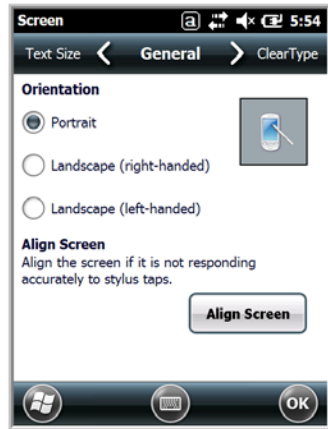 Screen a 5:54
Text Size General ClearType
Orientation
Portrait
Landscape (right-handed)
Landscape (left-handed)
Align Screen
Align the screen if it is not responding
accurately to stylus taps.
Align Screen
OK